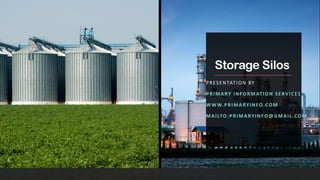 Storage Silos
PRESENTATION BY
PRIMARY INFORMATION SERVICES
WWW.PRIMARYINFO.COM
MAILTO:PRIMARYINFO@GMAIL.COM